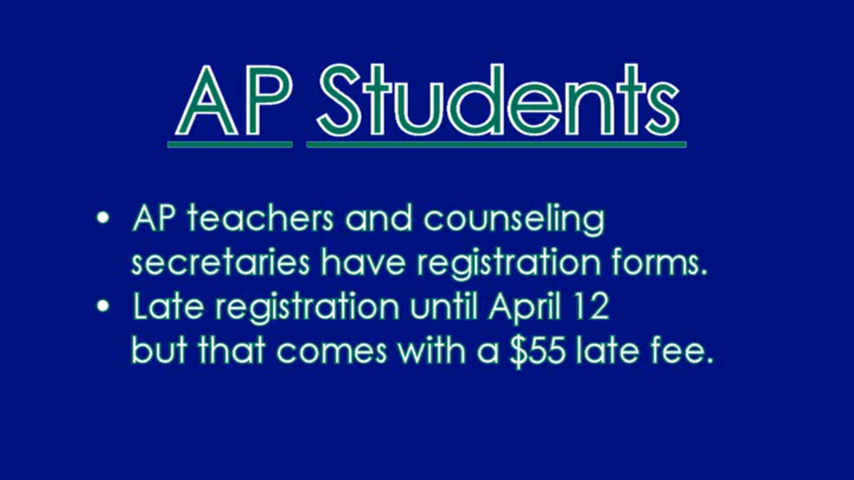 AP Students
• AP teachers and counseling
secretaries have registration forms.
• Late registration until April 12
but that comes with a $55 late fee.